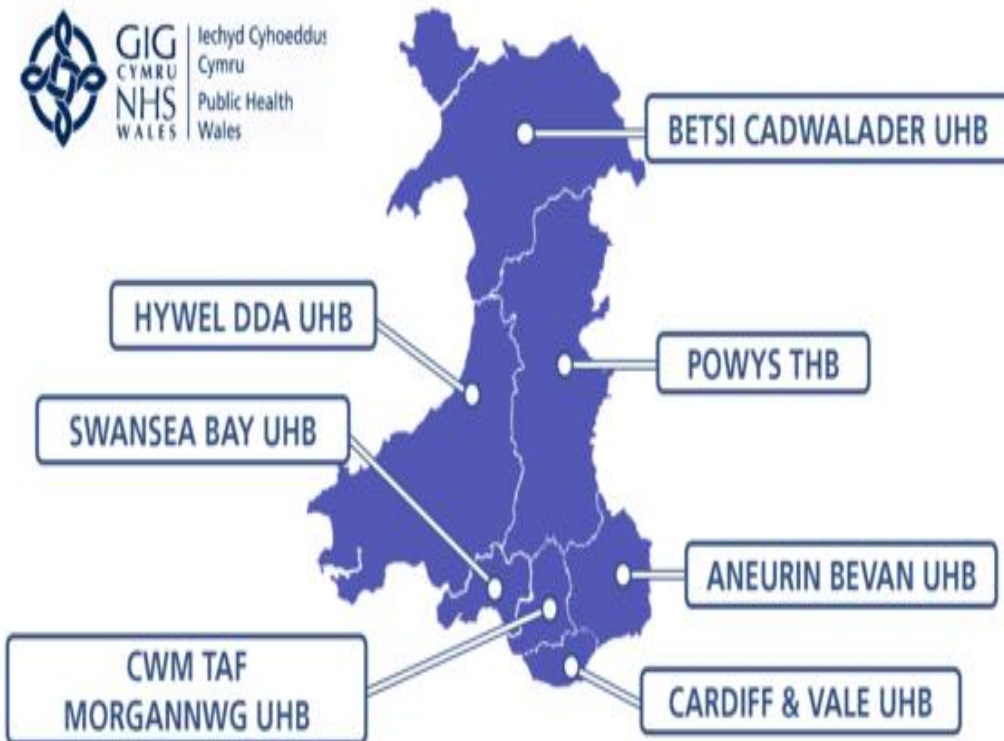 GIG
CYMRU
NHS
WALES
Iechyd Cyhoeddus
Cymru
Public Health
Wales
BETSI CADWALADER UHB
HYWEL DDA UHB
POWYS THB
SWANSEA BAY UHB
ANEURIN BEVAN UHB
CWM TAF
MORGANNWG UHB
CARDIFF & VALE UHB